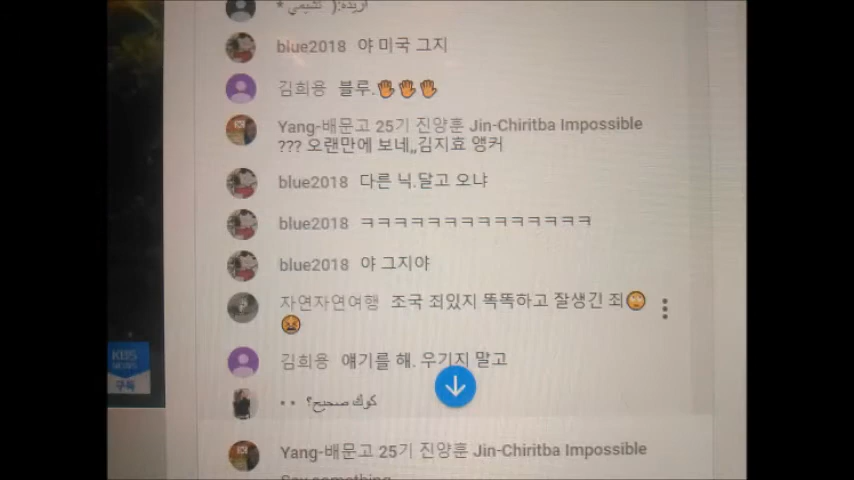 blue2018 야 미국 그지
김희용 블루.🖐🖐🖐
Yang-배문고 25기 진양훈 Jin-Chiritba Impossible
??? 오랜만에 보네,,김지효 앵커
blue2018 다른 닉.달고 오냐
blue2018 ㅋㅋㅋㅋㅋㅋㅋㅋㅋㅋㅋㅋㅋㅋ
blue2018 야 그지야
자연자연여행 조국 죄있지 똑똑하고 잘생긴 죄🙄
😫
김희용 얘기를 해. 우기지 말고
كوك صحيح؟
Yang-배문고 25기 진양훈 Jin-Chiritba Impossible
Say something
KBS
NEWS
구독